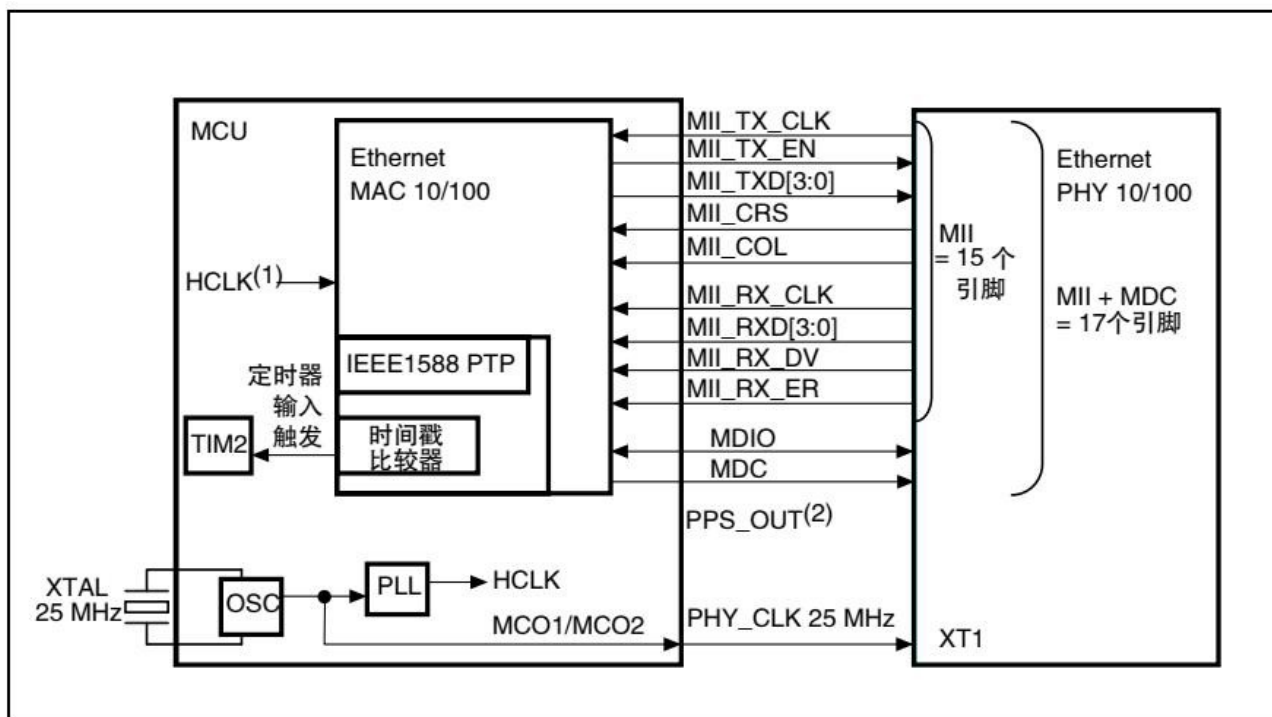 MCU
Ethernet
MAC 10/100
HCLK(1)
IEEE1588 PTP
定时器
输入
触发
TIM2
时间戳
比较器
XTAL
25 MHz
OSC
PLL
HCLK
MCO1/MCO2
MII_TX_CLK
MII_TX_EN
MII_TXD[3:0]
MII_CRS
MII_COL
MII_RX_CLK
MII_RXD[3:0]
MII_RX_DV
MII_RX_ER
MDIO
MDC
PPS_OUT(2)
PHY_CLK 25 MHz
MII
= 15 个
引脚
Ethernet
PHY 10/100
MII + MDC
= 17个引脚
XT1